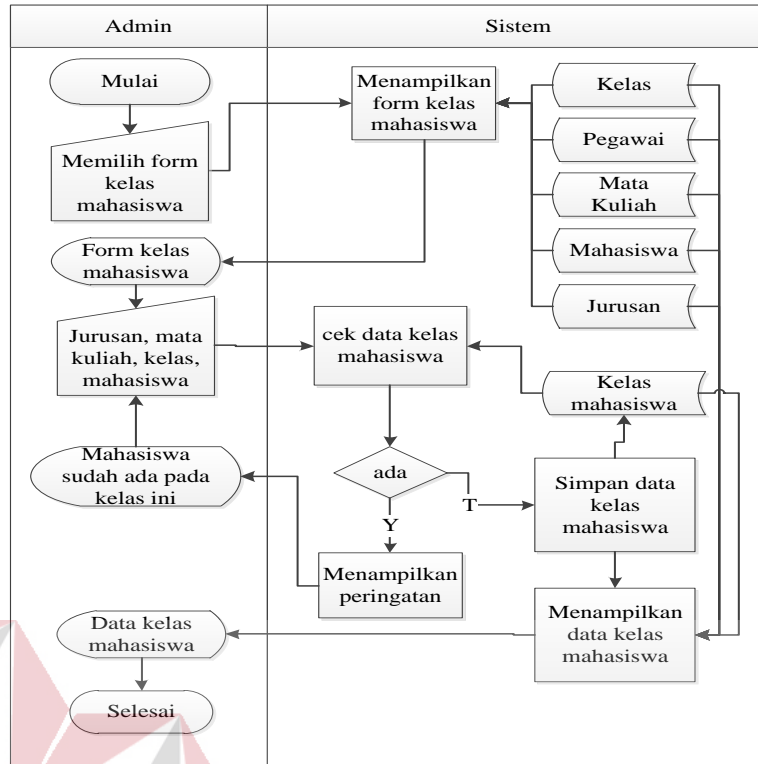 Admin
Sistem
Mulai
Menampilkan
form kelas
mahasiswa
Kelas
Pegawai
Memilih form
kelas
mahasiswa
Mata
Kuliah
Form kelas
mahasiswa
Mahasiswa
Jurusan
Jurusan, mata
kuliah, kelas,
mahasiswa
cek data kelas
mahasiswa
Kelas
mahasiswa
Mahasiswa
sudah ada pada
kelas ini
ada
T
Y
Simpan data
kelas
mahasiswa
Menampilkan
peringatan
Menampilkan
data kelas
mahasiswa
Data kelas
mahasiswa
Selesai